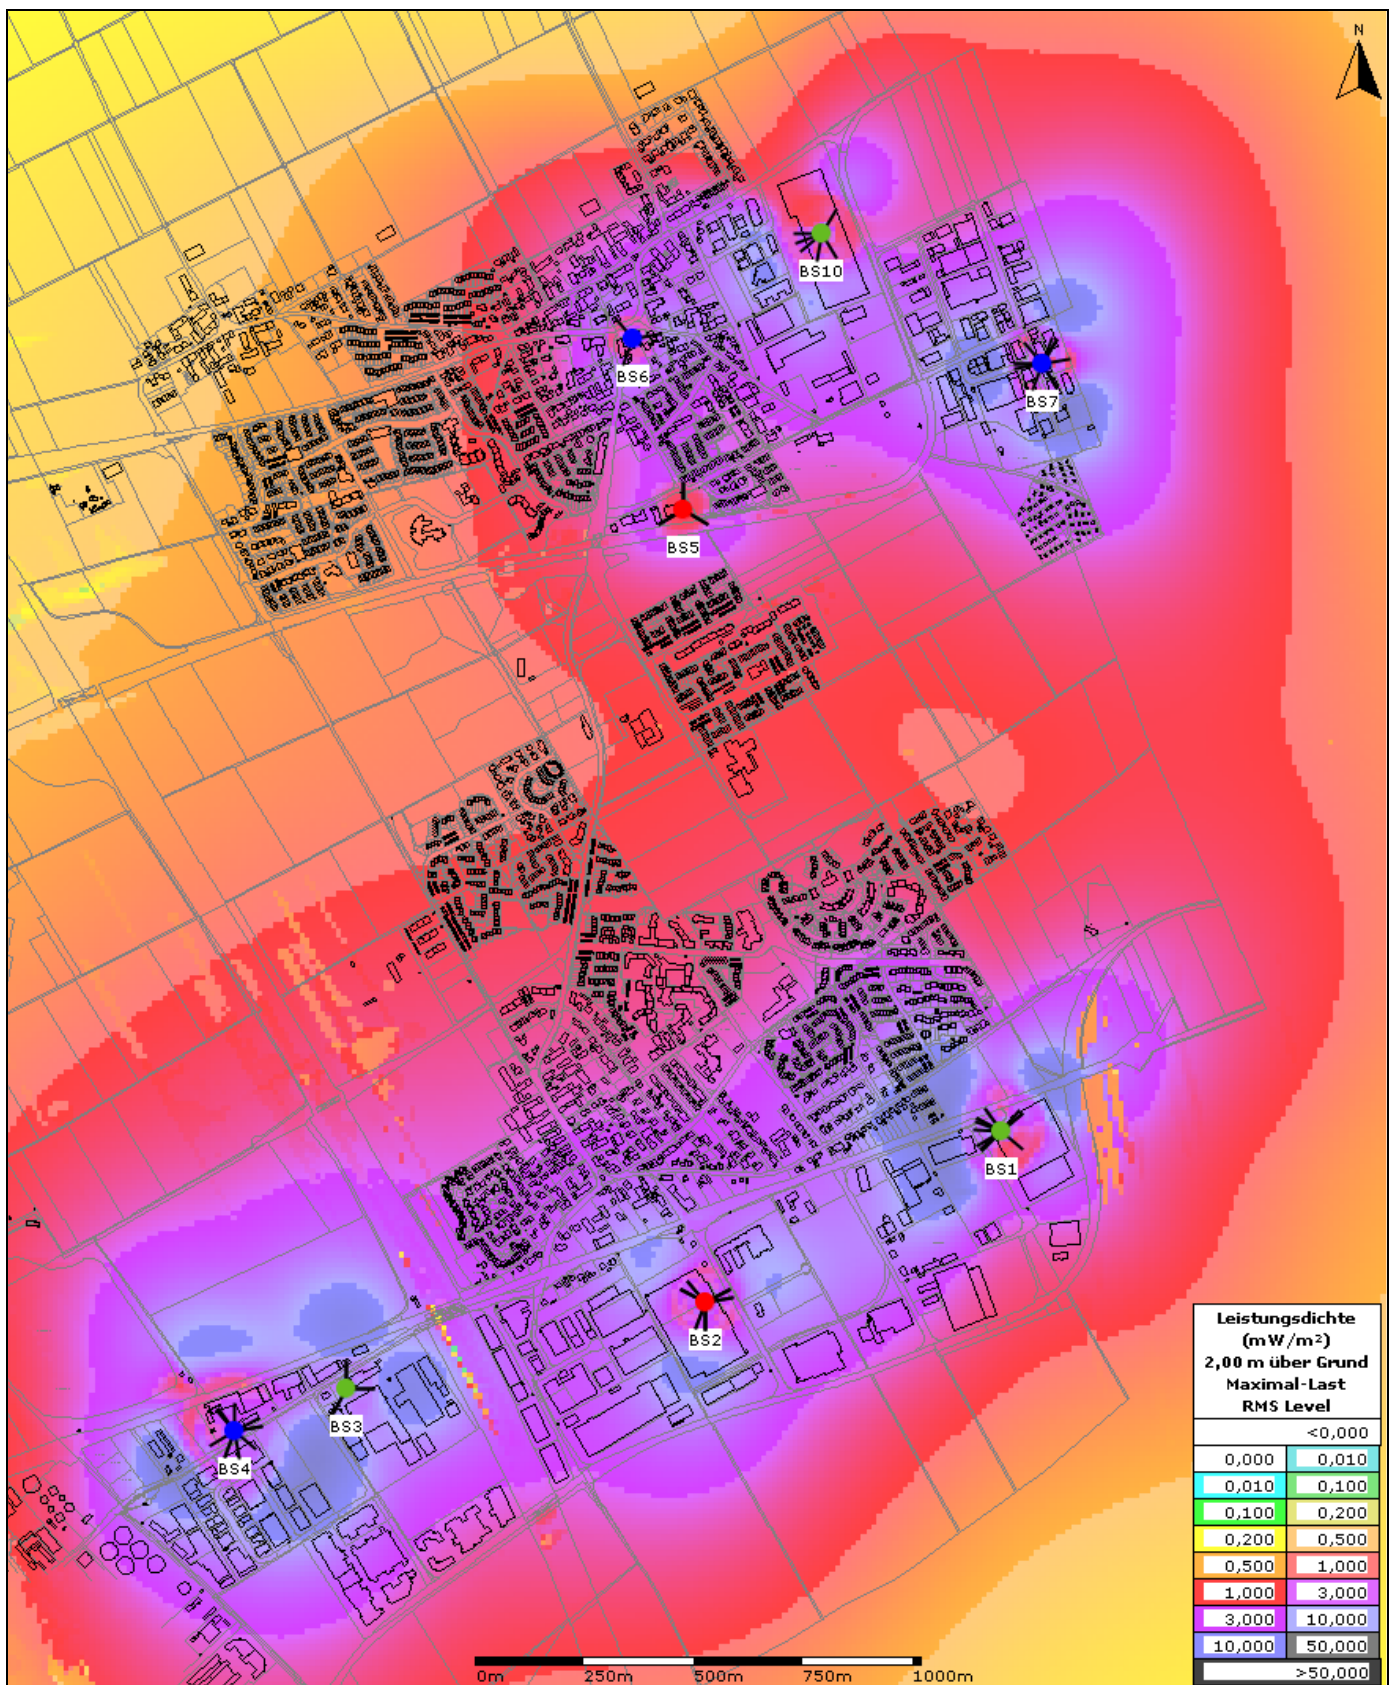 N
BS10
BS6
BS7
BS5
BS1
BS2
BS3
BS4
Leistungsdichte
(mW/m²)
2,00 m über Grund
Maximal-Last
RMS Level
<0,000
0,000 0,010
0,010 0,100
0,100 0,200
0,200 0,500
0,500 1,000
1,000 3,000
3,000 10,000
10,000 50,000
>50,000
0m 250m 500m 750m 1000m